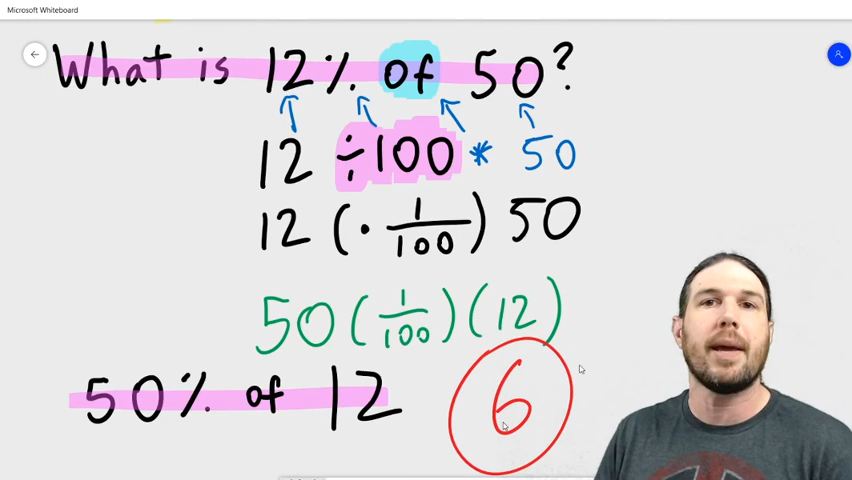 Microsoft Whiteboard
What is 12% of 50?
12 ÷100 * 50
12 (· 1/100) 50
50 (1/100) (12)
50% of 12 6